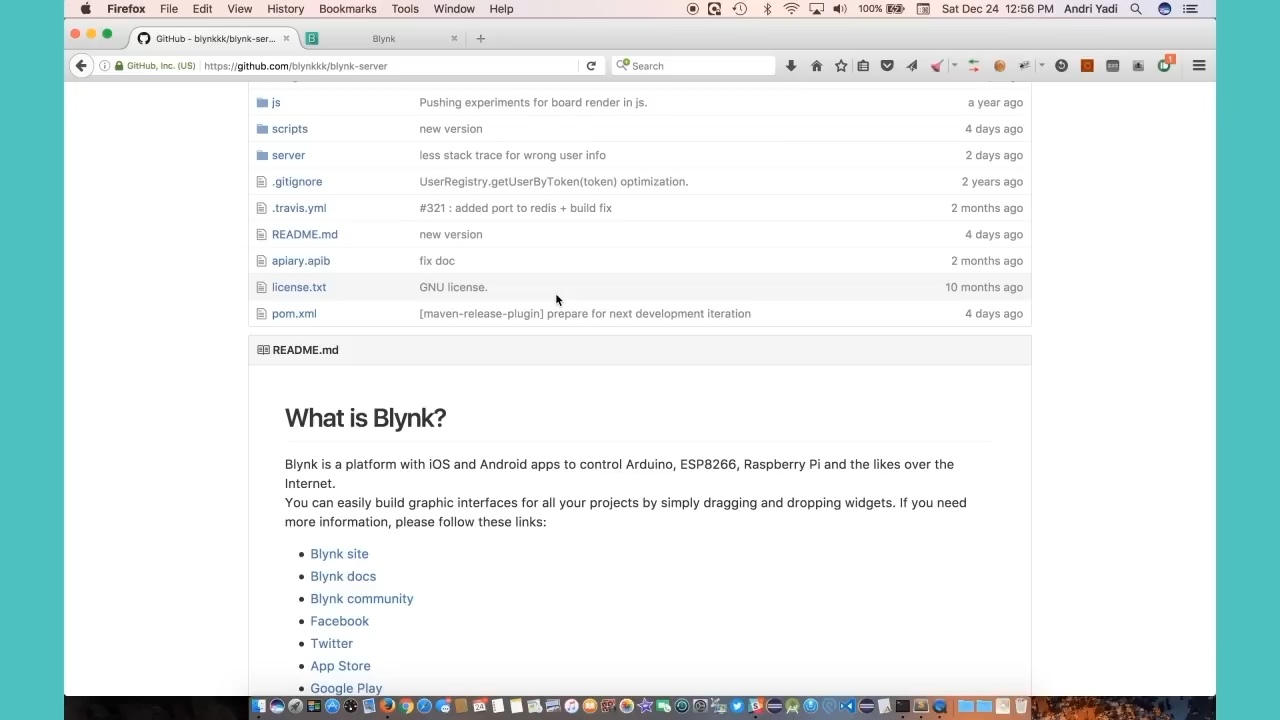 Firefox File Edit View History Bookmarks Tools Window Help 100% Sat Dec 24 12:56 PM Andri Yadi
GitHub - blynkkk/blynk-ser... Blynk
GitHub, Inc. (US) https://github.com/blynkkk/blynk-server Search 1
js Pushing experiments for board render in js. a year ago
scripts new version 4 days ago
server less stack trace for wrong user info 2 days ago
.gitignore UserRegistry.getUserByToken(token) optimization. 2 years ago
.travis.yml #321 : added port to redis + build fix 2 months ago
README.md new version 4 days ago
apiary.apib fix doc 2 months ago
license.txt GNU license. 10 months ago
pom.xml [maven-release-plugin] prepare for next development iteration 4 days ago
README.md
What is Blynk?
Blynk is a platform with iOS and Android apps to control Arduino, ESP8266, Raspberry Pi and the likes over the
Internet.
You can easily build graphic interfaces for all your projects by simply dragging and dropping widgets. If you need
more information, please follow these links:
• Blynk site
• Blynk docs
• Blynk community
• Facebook
• Twitter
• App Store
• Google Play